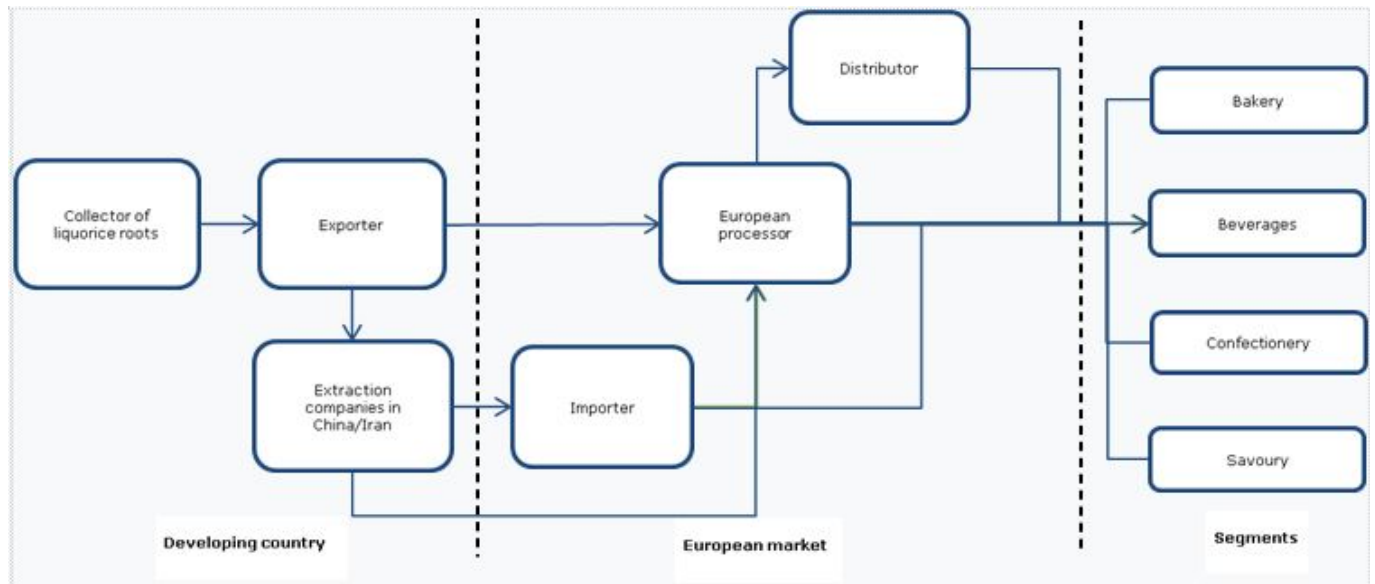 Distributor
Bakery
Collector of
liquorice roots
Exporter
European
processor
Beverages
Extraction
companies in
China/Iran
Importer
Confectionery
Savoury
Developing country
European market
Segments